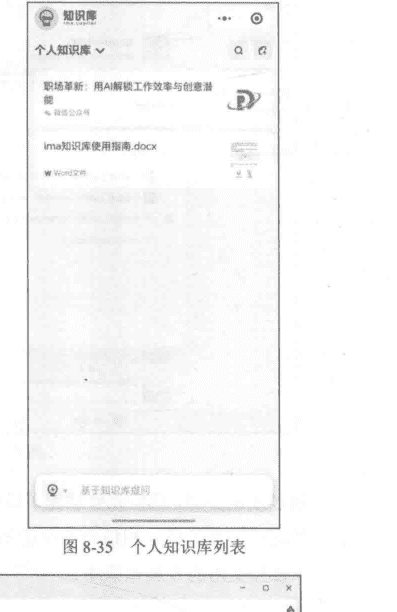 知识库
ima.copilot
个人知识库
职场革新：用AI解锁工作效率与创意潜
能
微信公众号
ima知识库使用指南.docx
W Word文件
基于知识库提问
图 8-35 个人知识库列表